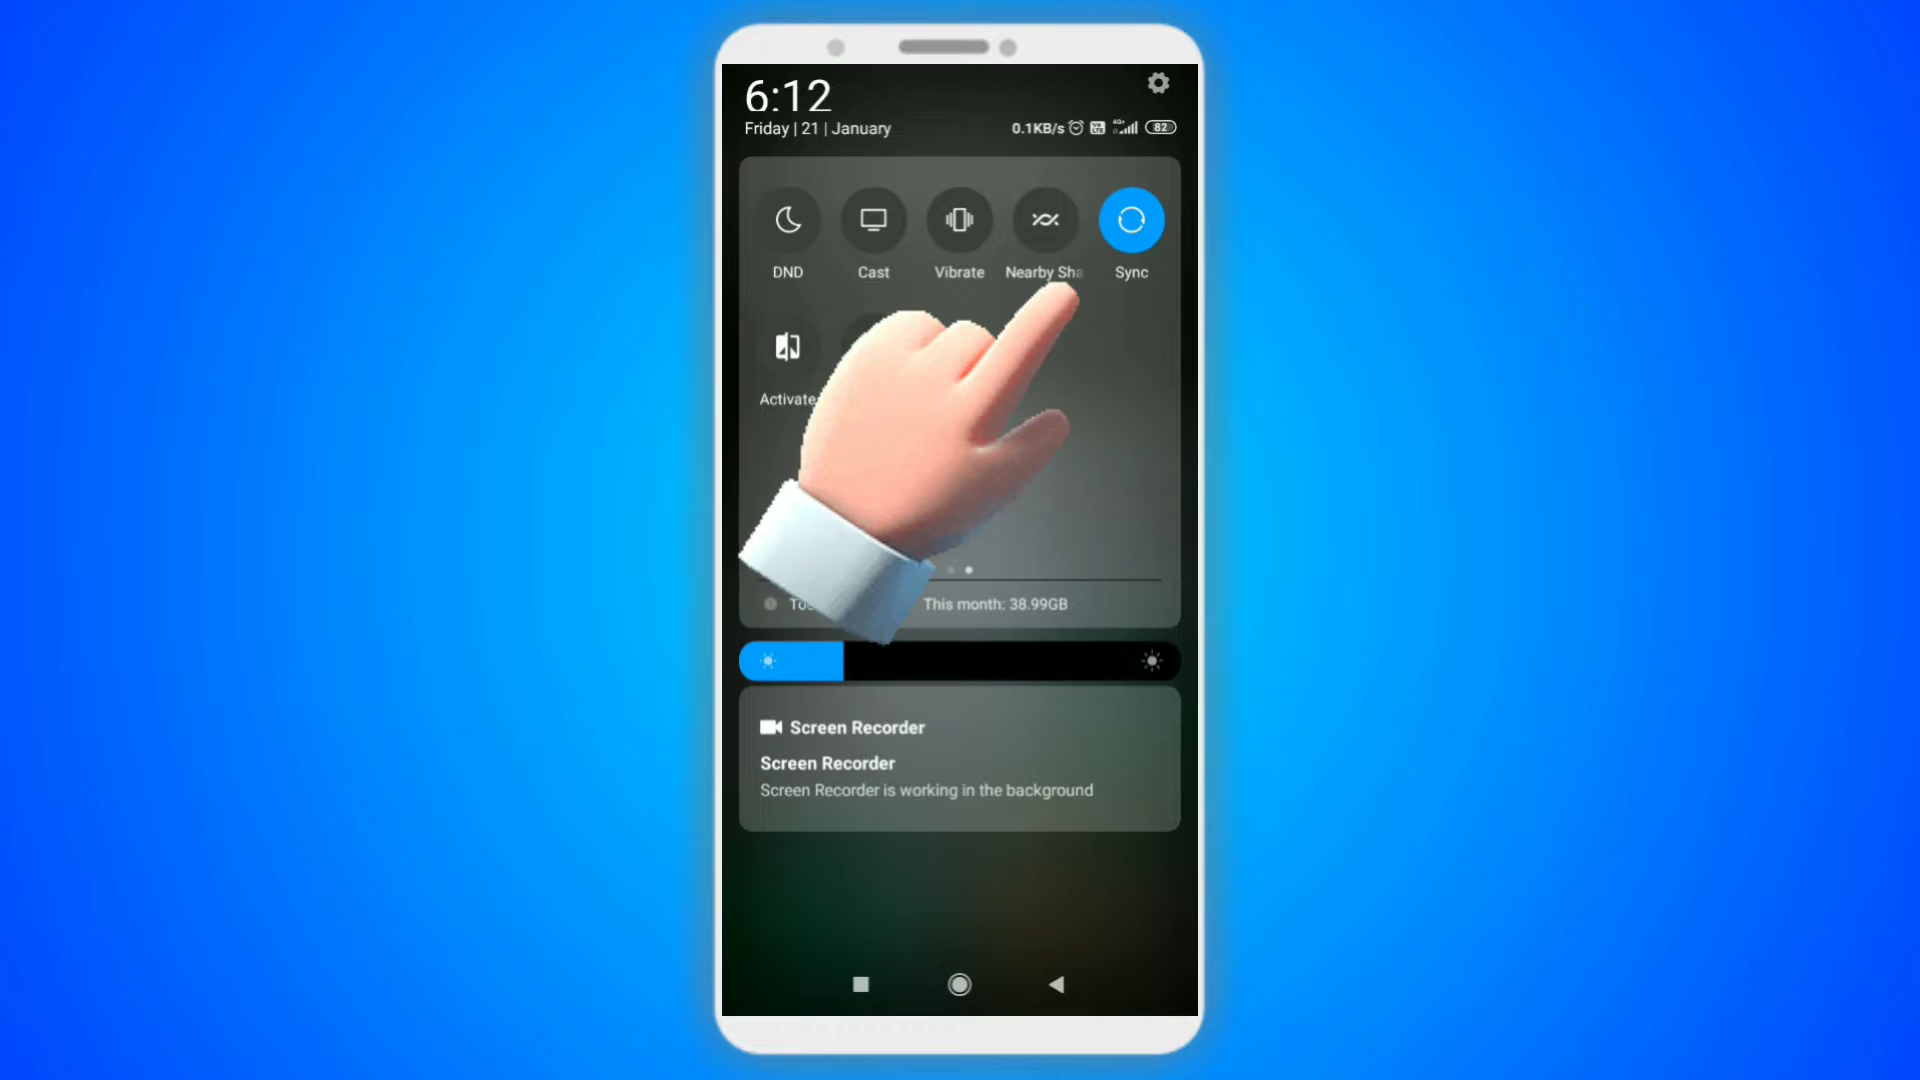 6:12
Friday | 21 | January
0.1KB/s 4G+ 82
DND Cast Vibrate Nearby Sha Sync
Activate
This month: 38.99GB
Screen Recorder
Screen Recorder
Screen Recorder is working in the background